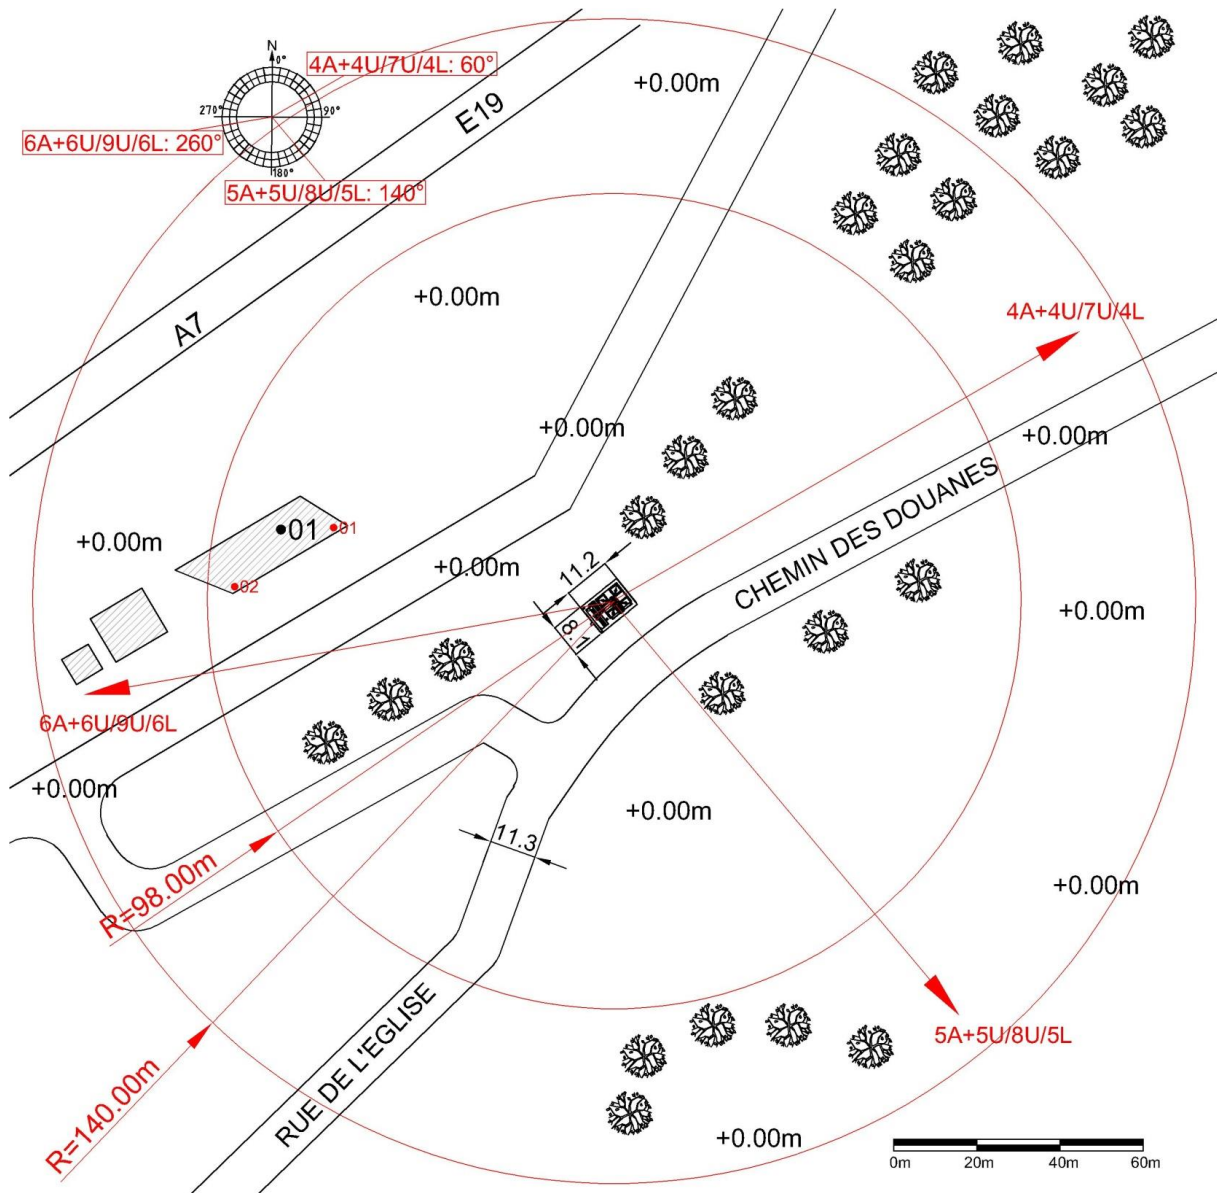 N
0°
4A+4U/7U/4L: 60°
+0.00m
270°
90°
E19
6A+6U/9U/6L: 260°
180°
5A+5U/8U/5L: 140°
+0.00m
4A+4U/7U/4L
A7
+0.00m
+0.00m
CHEMIN DES DOUANES
01
01
+0.00m
+0.00m
11.2
02
+0.00m
8.1
6A+6U/9U/6L
+0.00m
+0.00m
11.3
R=98.00m
+0.00m
RUE DE L'EGLISE
5A+5U/8U/5L
R=140.00m
+0.00m
0m
20m
40m
60m